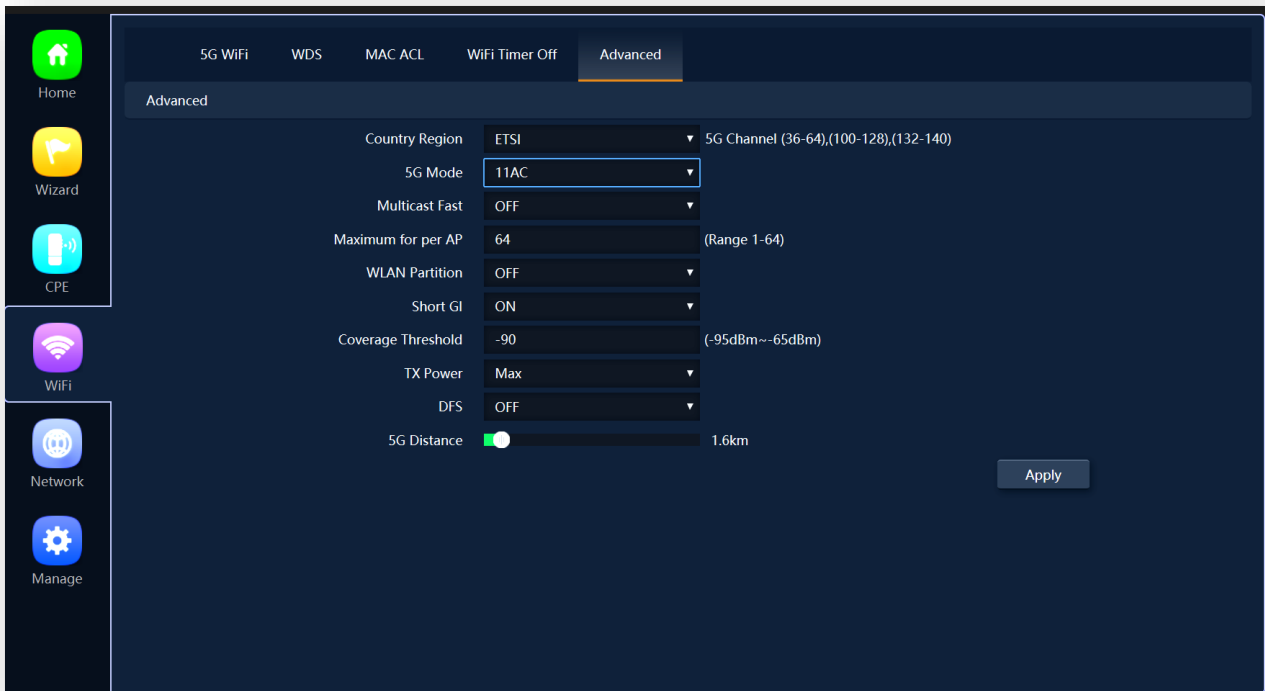 Home
Wizard
CPE
WiFi
Network
Manage
5G WiFi WDS MAC ACL WiFi Timer Off Advanced
Advanced
Country Region ETSI 5G Channel (36-64),(100-128),(132-140)
5G Mode 11AC
Multicast Fast OFF
Maximum for per AP 64 (Range 1-64)
WLAN Partition OFF
Short GI ON
Coverage Threshold -90 (-95dBm~-65dBm)
TX Power Max
DFS OFF
5G Distance 1.6km
Apply